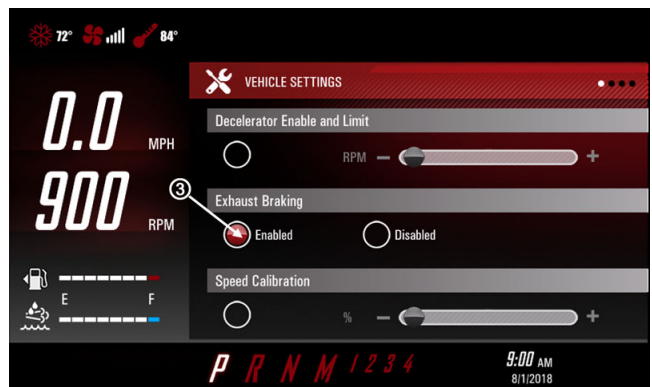 72° 84°
VEHICLE SETTINGS
0.0 MPH
900 RPM
E F
Decelerator Enable and Limit
RPM − +
③
Exhaust Braking
Enabled Disabled
Speed Calibration
% − +
P R N M 1 2 3 4
9:00 AM
8/1/2018